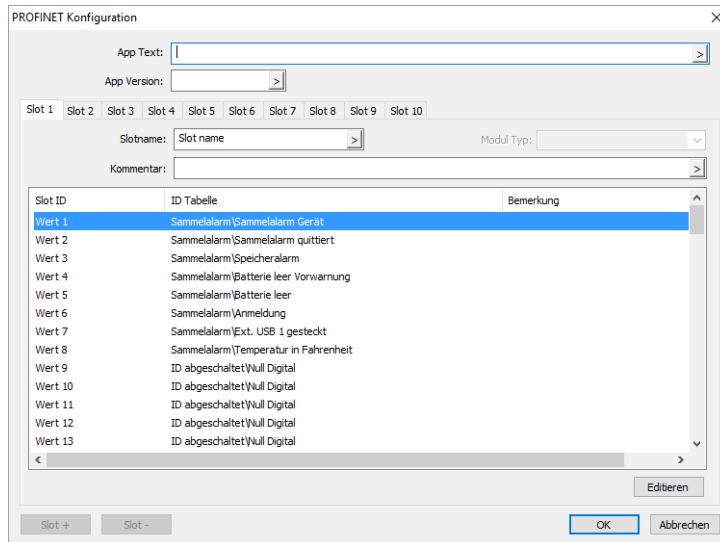 PROFINET Konfiguration
App Text: >
App Version: >
Slot 1 Slot 2 Slot 3 Slot 4 Slot 5 Slot 6 Slot 7 Slot 8 Slot 9 Slot 10
Slotname: Slot name > Modul Typ:
Kommentar: >
Slot ID ID Tabelle Bemerkung
Wert 1 Sammelalarm\Sammelalarm Gerät
Wert 2 Sammelalarm\Sammelalarm quittiert
Wert 3 Sammelalarm\Speicheralarm
Wert 4 Sammelalarm\Batterie leer Vorwarnung
Wert 5 Sammelalarm\Batterie leer
Wert 6 Sammelalarm\Anmeldung
Wert 7 Sammelalarm\Ext. USB 1 gesteckt
Wert 8 Sammelalarm\Temperatur in Fahrenheit
Wert 9 ID abgeschaltet\Null Digital
Wert 10 ID abgeschaltet\Null Digital
Wert 11 ID abgeschaltet\Null Digital
Wert 12 ID abgeschaltet\Null Digital
Wert 13 ID abgeschaltet\Null Digital
Editieren
Slot + Slot - OK Abbrechen